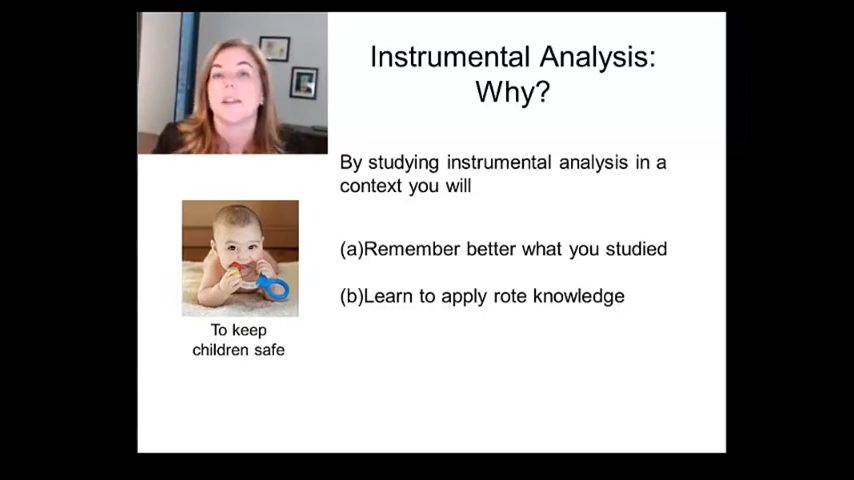 Instrumental Analysis:
Why?
By studying instrumental analysis in a
context you will
(a)Remember better what you studied
(b)Learn to apply rote knowledge
To keep
children safe